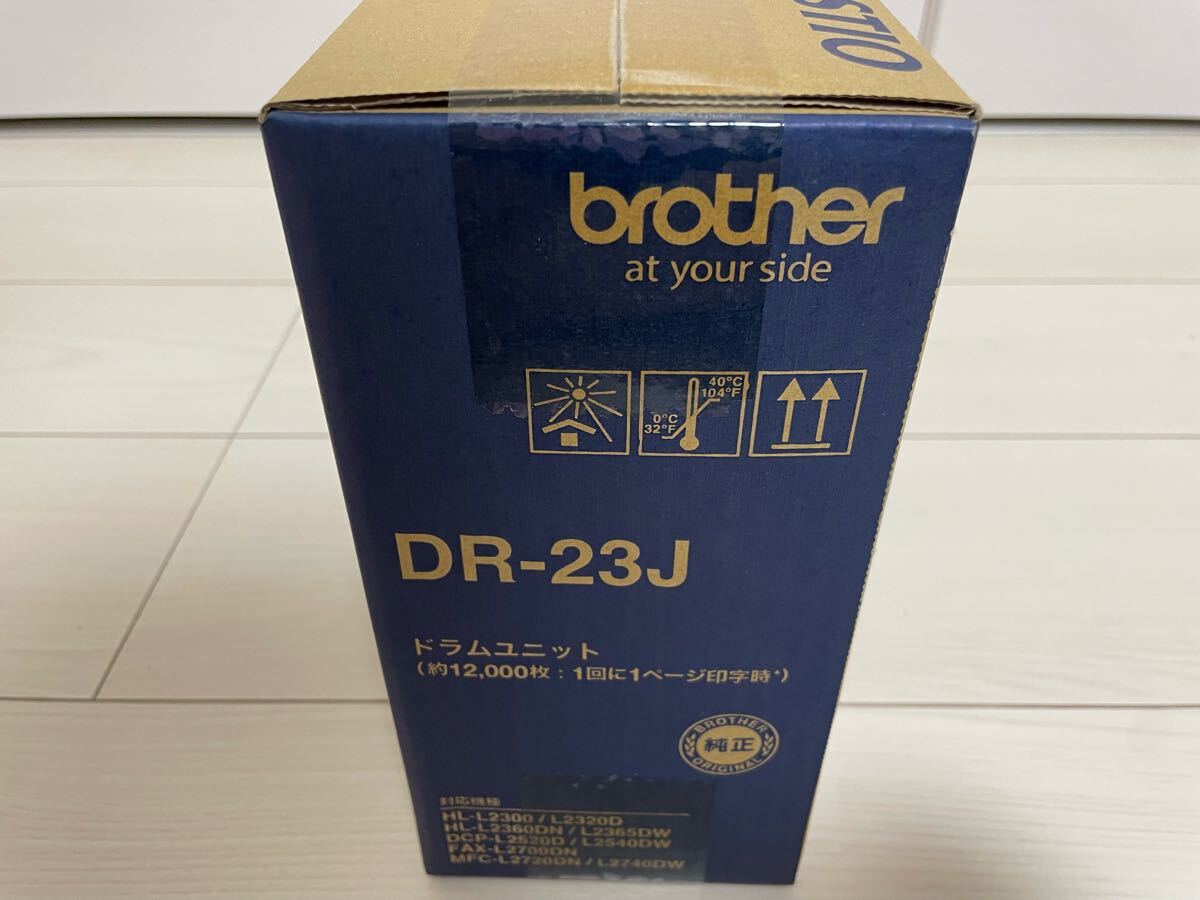 brother
at your side
40°C
104°F
0°C
32°F
DR-23J
ドラムユニット
(約12,000枚：1回に1ページ印字時*)
BROTHER
純正
ORIGINAL
対応機種
HL-L2300 / L2320D
HL-L2360DN / L2365DW
DCP-L2520D / L2540DW
FAX-L2700DN
MFC-L2720DN / L2740DW